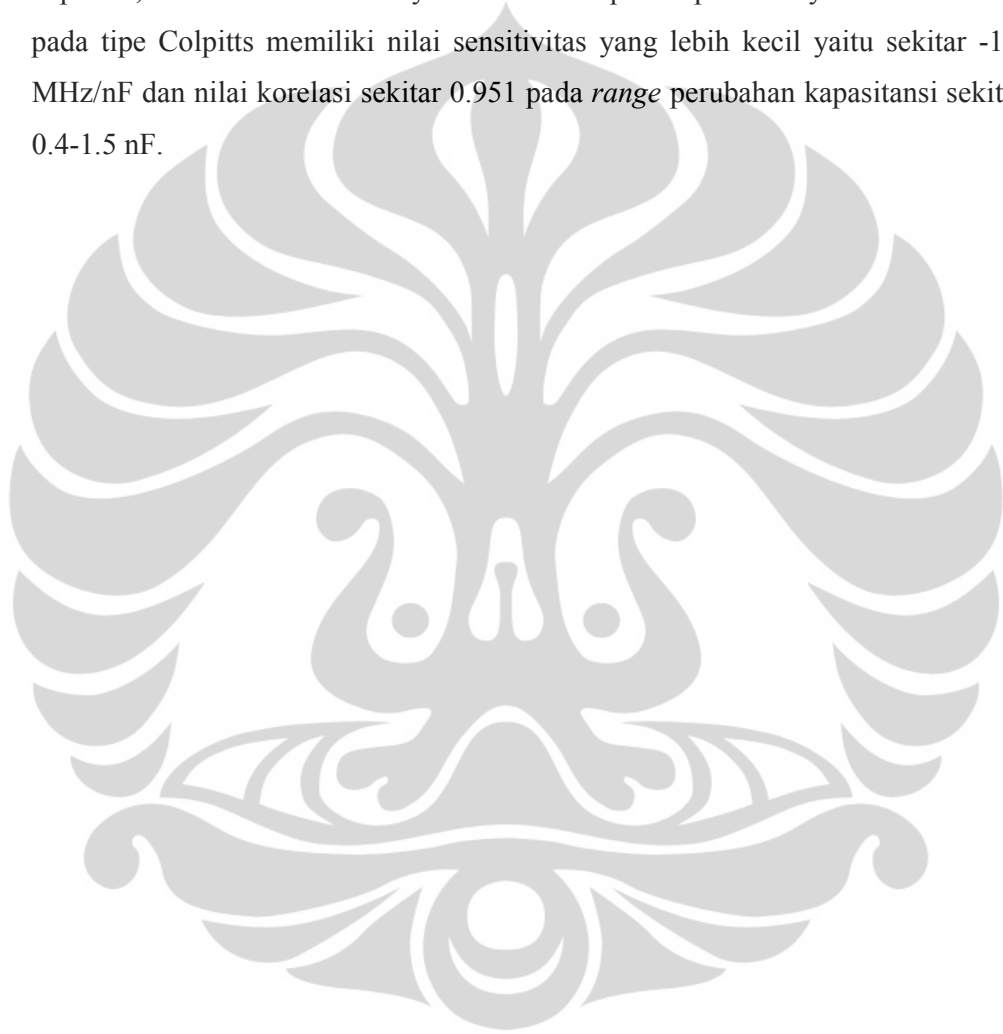 pada tipe Colpitts memiliki nilai sensitivitas yang lebih kecil yaitu sekitar -1
MHz/nF dan nilai korelasi sekitar 0.951 pada range perubahan kapasitansi sekit
0.4-1.5 nF.